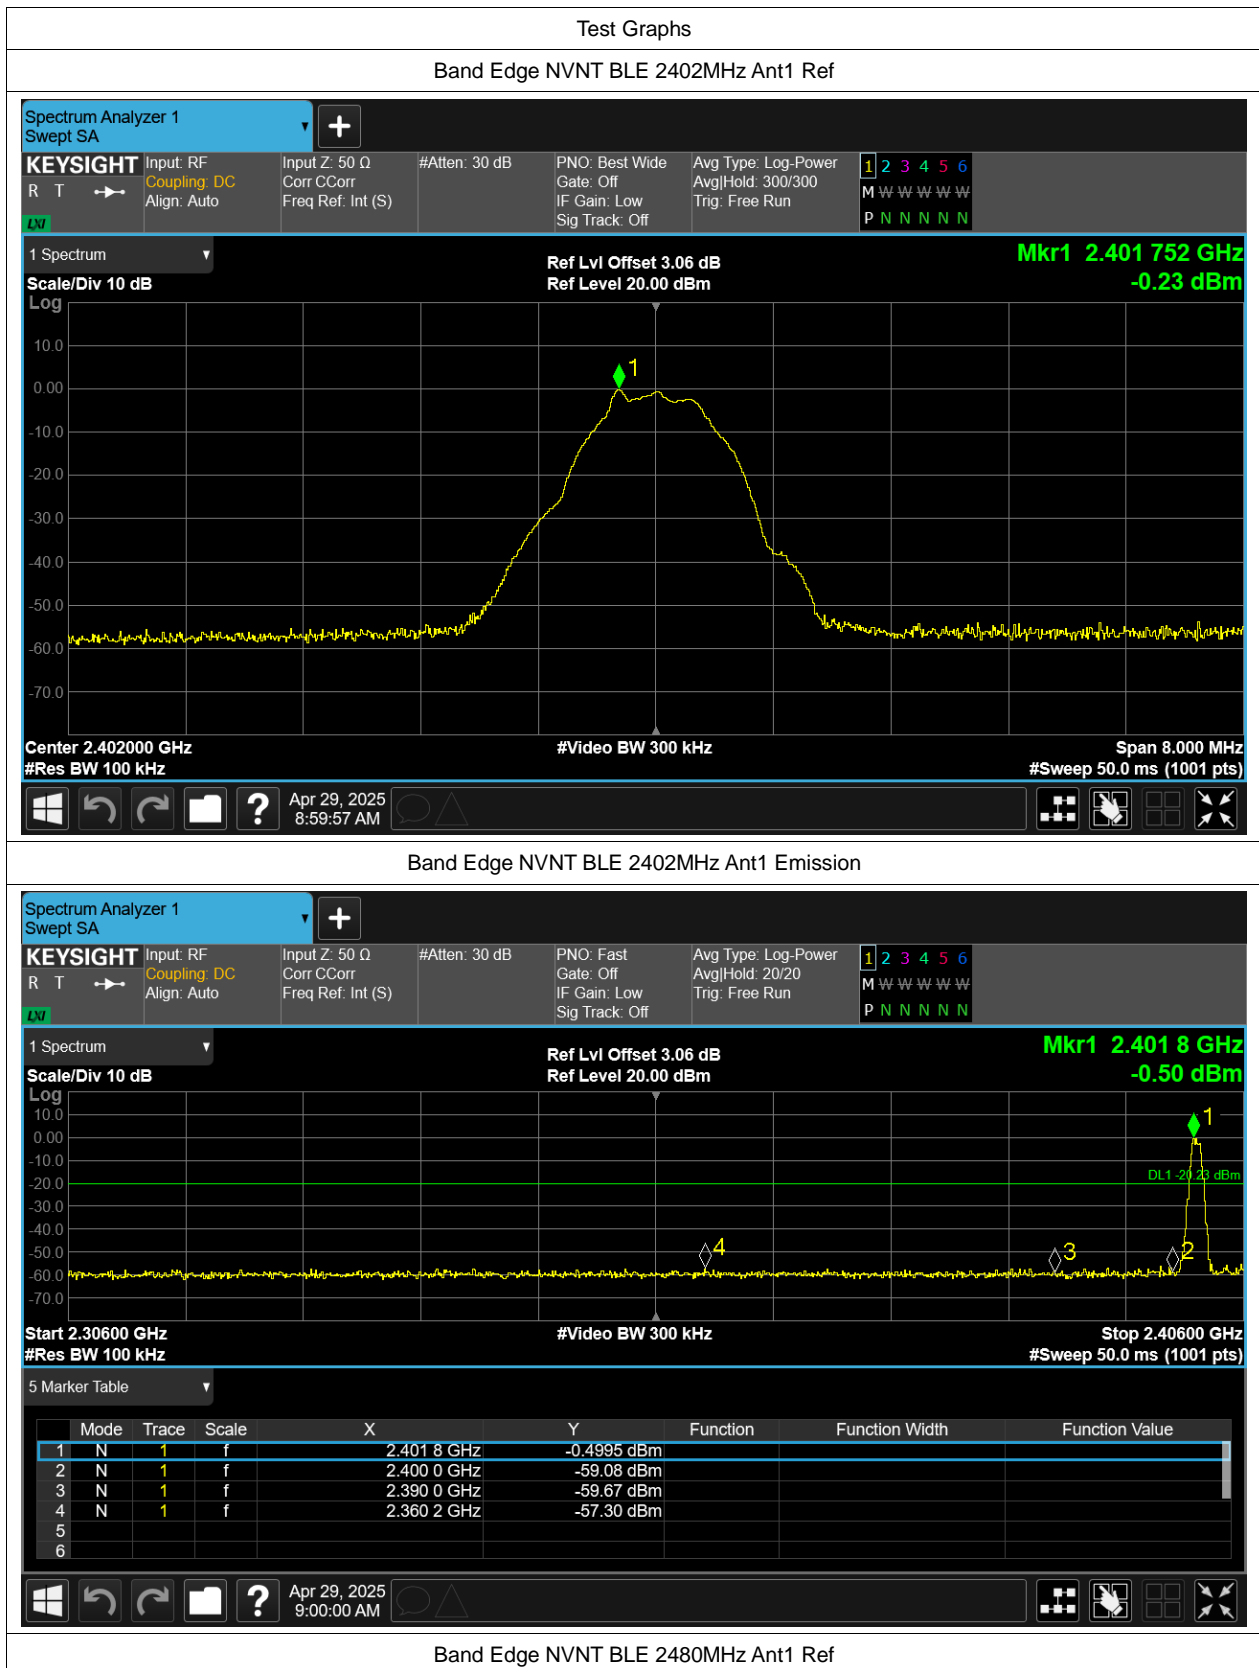 Test Graphs
Band Edge NVNT BLE 2402MHz Ant1 Ref
Spectrum Analyzer 1
Swept SA
KEYSIGHT Input: RF Input Z: 50 Ω #Atten: 30 dB PNO: Best Wide Avg Type: Log-Power 1 2 3 4 5 6
R T Coupling: DC Corr CCorr Gate: Off Avg|Hold: 300/300 M W W W W W
Align: Auto Freq Ref: Int (S) IF Gain: Low Trig: Free Run
LXI Sig Track: Off P N N N N N
1 Spectrum Ref Lvl Offset 3.06 dB Mkr1 2.401 752 GHz
Scale/Div 10 dB Ref Level 20.00 dBm -0.23 dBm
Log
10.0
1
0.00
-10.0
-20.0
-30.0
-40.0
-50.0
-60.0
-70.0
Center 2.402000 GHz #Video BW 300 kHz Span 8.000 MHz
#Res BW 100 kHz #Sweep 50.0 ms (1001 pts)
? Apr 29, 2025
8:59:57 AM
Band Edge NVNT BLE 2402MHz Ant1 Emission
Spectrum Analyzer 1
Swept SA
KEYSIGHT Input: RF Input Z: 50 Ω #Atten: 30 dB PNO: Fast Avg Type: Log-Power 1 2 3 4 5 6
R T Coupling: DC Corr CCorr Gate: Off Avg|Hold: 20/20 M W W W W W
Align: Auto Freq Ref: Int (S) IF Gain: Low Trig: Free Run
LXI Sig Track: Off P N N N N N
1 Spectrum Ref Lvl Offset 3.06 dB Mkr1 2.401 8 GHz
Scale/Div 10 dB Ref Level 20.00 dBm -0.50 dBm
Log
10.0 1
0.00
-10.0
-20.0 DL1 -20.23 dBm
-30.0
-40.0
-50.0 4 3 2
-60.0
-70.0
Start 2.30600 GHz #Video BW 300 kHz Stop 2.40600 GHz
#Res BW 100 kHz #Sweep 50.0 ms (1001 pts)
5 Marker Table
Mode Trace Scale X Y Function Function Width Function Value
1 N 1 f 2.401 8 GHz -0.4995 dBm
2 N 1 f 2.400 0 GHz -59.08 dBm
3 N 1 f 2.390 0 GHz -59.67 dBm
4 N 1 f 2.360 2 GHz -57.30 dBm
5
6
? Apr 29, 2025
9:00:00 AM
Band Edge NVNT BLE 2480MHz Ant1 Ref